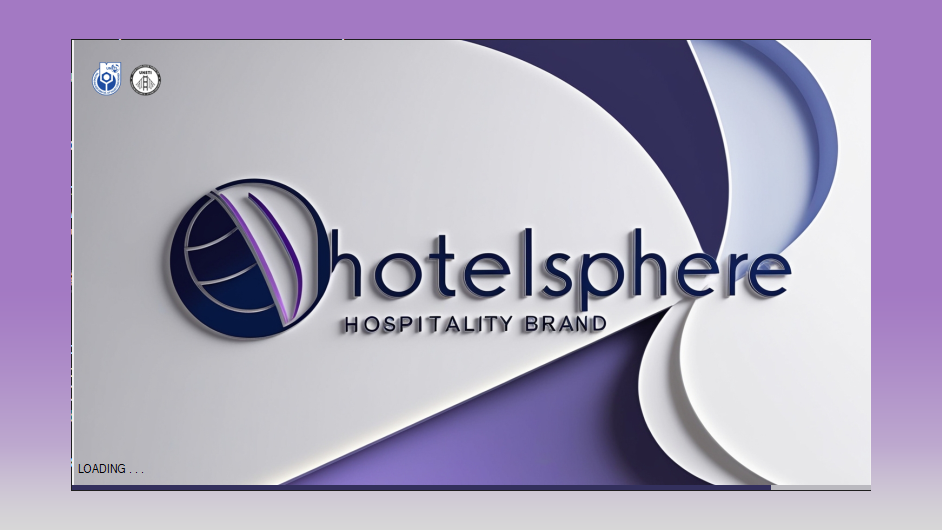 hotelsphere
HOSPITALITY BRAND
LOADING . . .